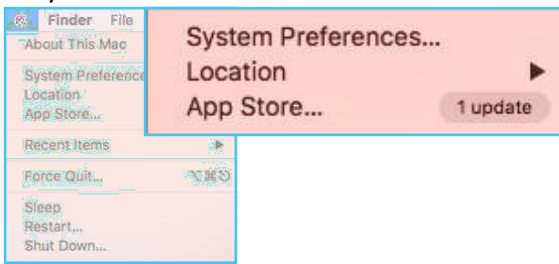 Finder File
About This Mac
System Preference
Location
App Store...
Recent Items
Force Quit...
Sleep
Restart...
Shut Down...
System Preferences...
Location
App Store... 1 update